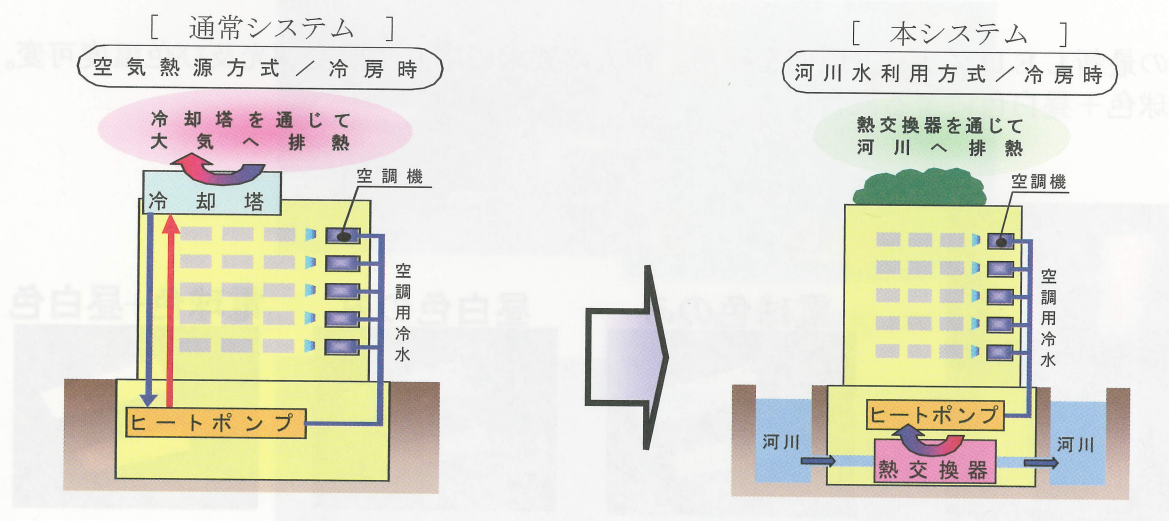 [ 通常システム ]
空気熱源方式／冷房時
冷却塔を通じて
大気へ排熱
冷却塔
空調機
空調用冷水
ヒートポンプ
[ 本システム ]
河川水利用方式／冷房時
熱交換器を通じて
河川へ排熱
空調機
空調用冷水
ヒートポンプ
河川
熱交換器
河川